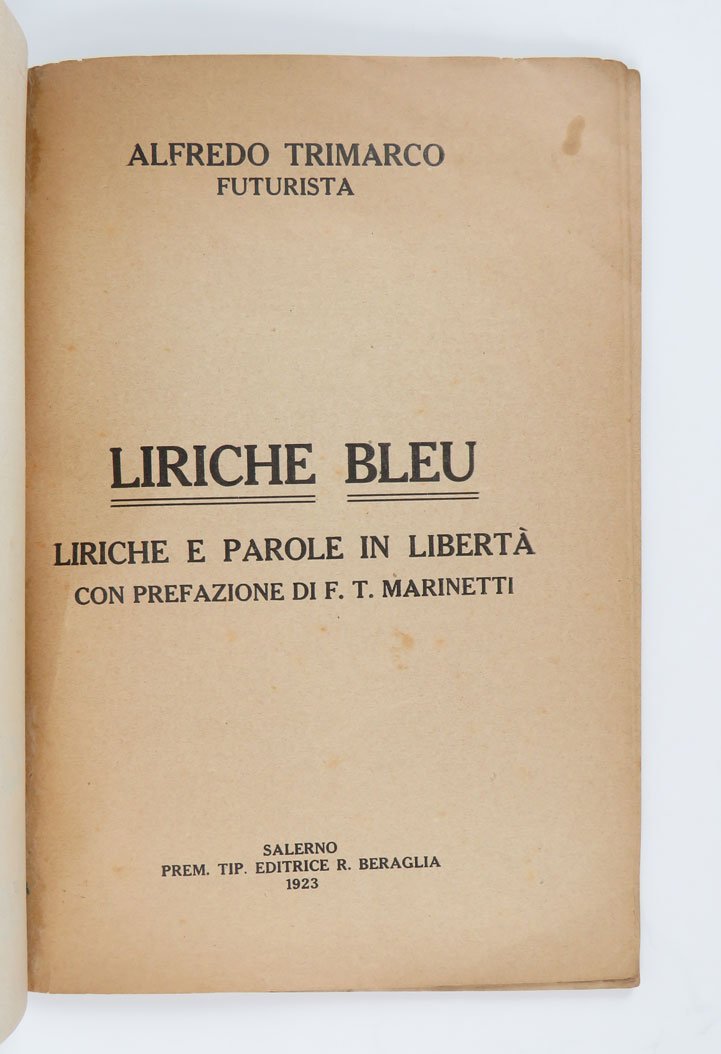 ALFREDO TRIMARCO
FUTURISTA
LIRICHE BLEU
LIRICHE E PAROLE IN LIBERTÀ
CON PREFAZIONE DI F. T. MARINETTI
SALERNO
PREM. TIP. EDITRICE R. BERAGLIA
1923